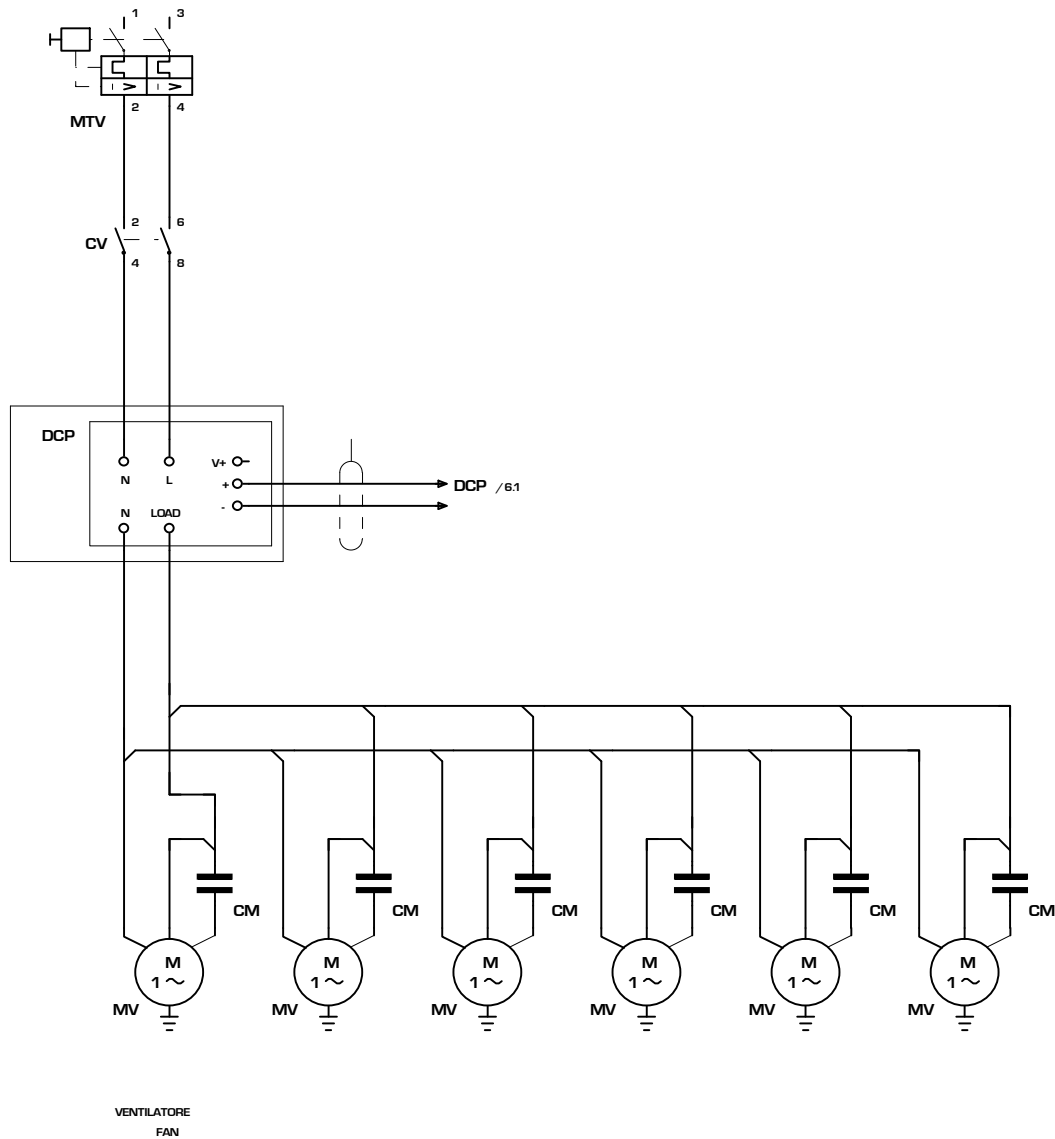 1 3
2 4
MTV
2 6
CV
4 8
DCP
V+
N L
+
DCP /6.1
N LOAD
-
CM CM CM CM CM CM
M M M M M M
1~ 1~ 1~ 1~ 1~ 1~
MV MV MV MV MV MV
VENTILATORE
FAN